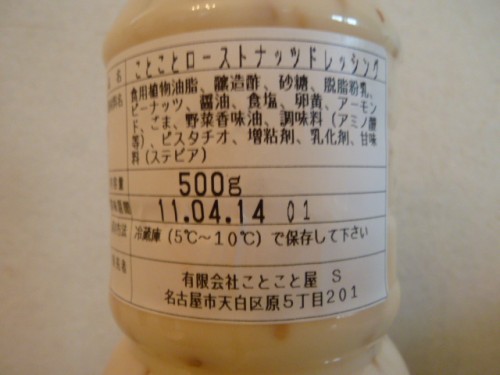 名 ことことローストナッツドレッシング
食用植物油脂、醸造酢、砂糖、脱脂粉乳、
ピーナッツ、醤油、食塩、卵黄、アーモン
ド、ごま、野菜香味油、調味料(アミノ酸
等)、ピスタチオ、増粘剤、乳化剤、甘味
料(ステビア)
500g
11.04.14 01
冷蔵庫(5℃~10℃)で保存して下さい
有限会社ことこと屋 S
名古屋市天白区原5丁目201